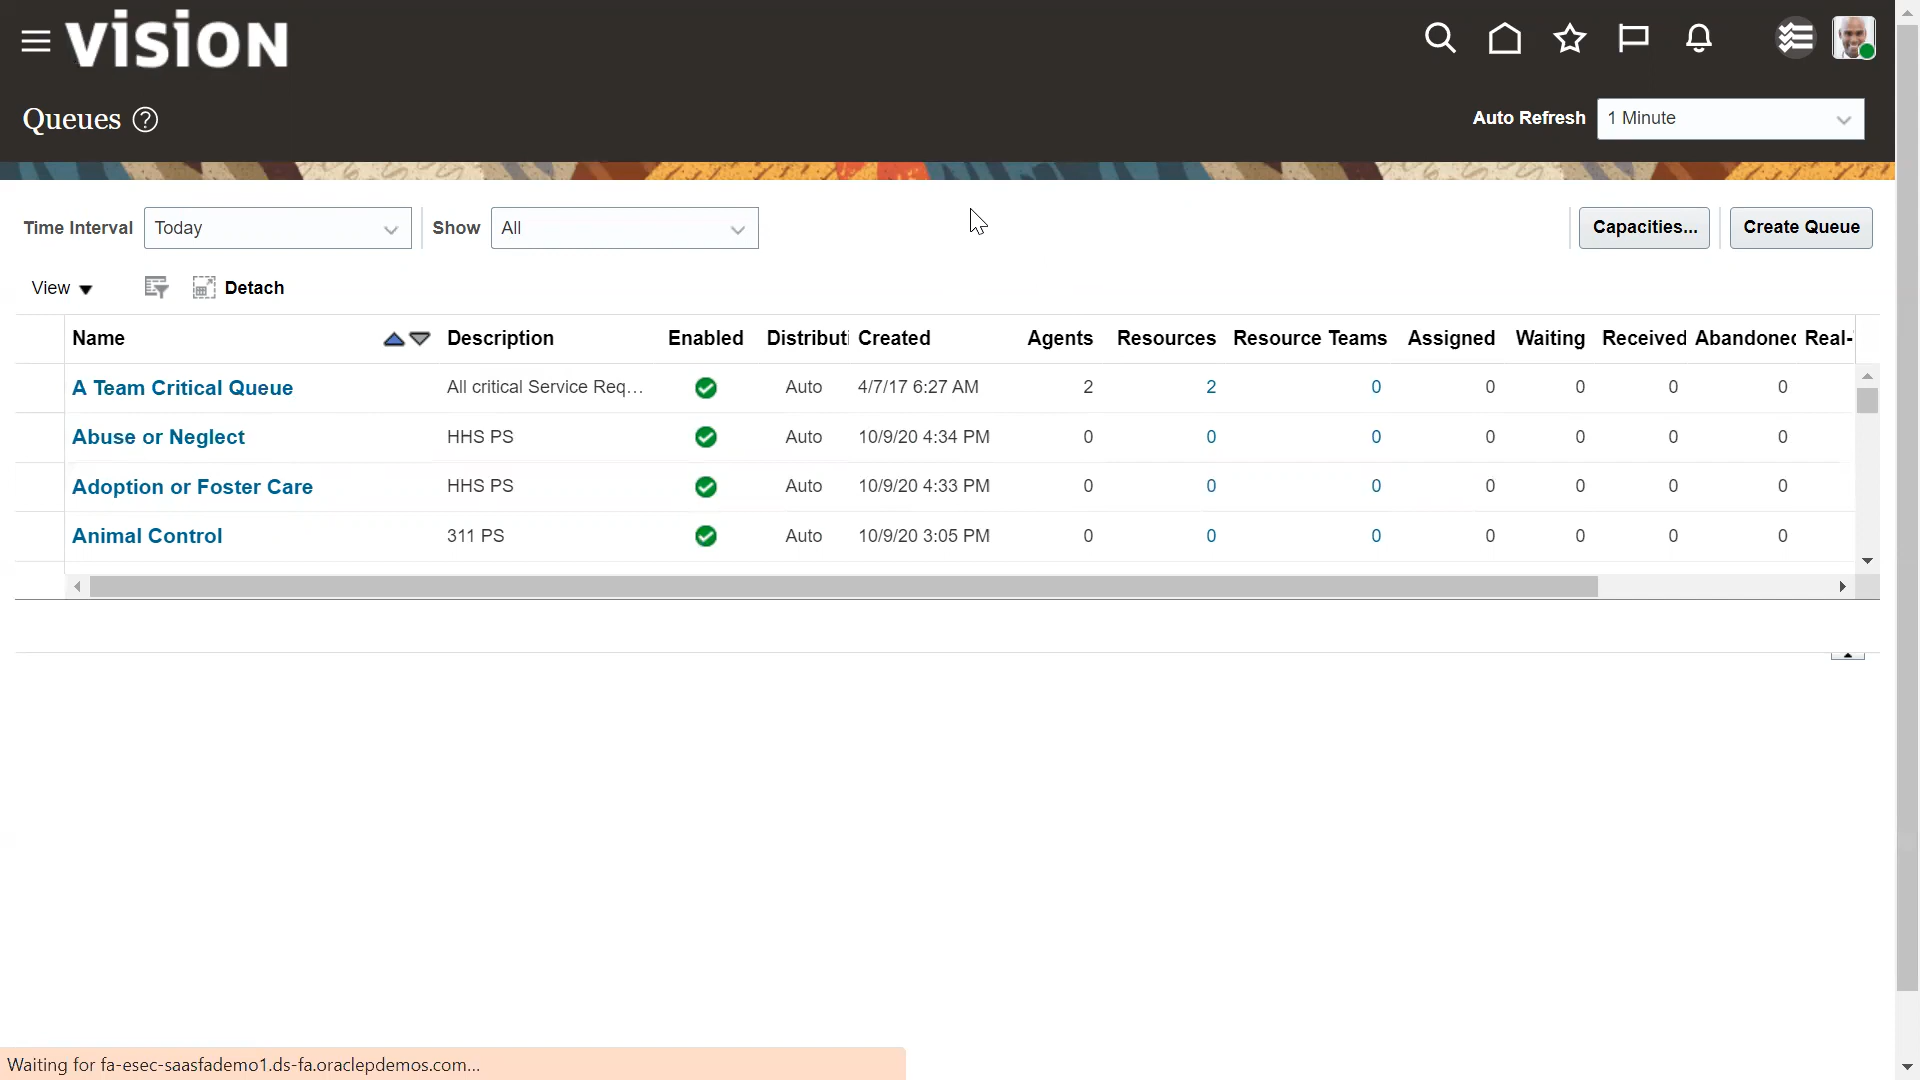 vision
Queues ?
Auto Refresh 1 Minute
Time Interval Today Show All Capacities... Create Queue
View Detach
Name Description Enabled Distributi Created Agents Resources Resource Teams Assigned Waiting Received Abandoned Real-
A Team Critical Queue All critical Service Req... Auto 4/7/17 6:27 AM 2 2 0 0 0 0 0
Abuse or Neglect HHS PS Auto 10/9/20 4:34 PM 0 0 0 0 0 0 0
Adoption or Foster Care HHS PS Auto 10/9/20 4:33 PM 0 0 0 0 0 0 0
Animal Control 311 PS Auto 10/9/20 3:05 PM 0 0 0 0 0 0 0
Waiting for fa-esec-saasfademo1.ds-fa.oraclepdemos.com...